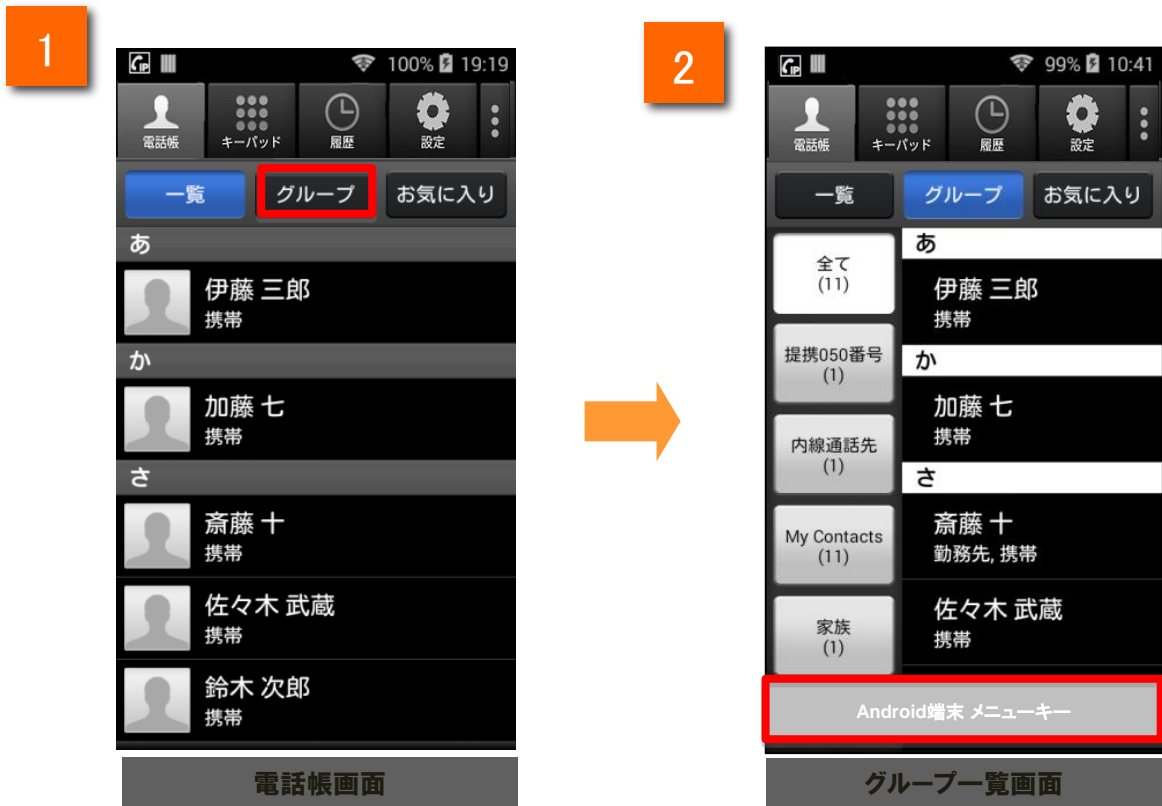 1
IP 100% 19:19
電話帳 キーパッド 履歴 設定
一覧 グループ お気に入り
あ
伊藤 三郎
携帯
か
加藤 七
携帯
さ
斎藤 十
携帯
佐々木 武蔵
携帯
鈴木 次郎
携帯
電話帳画面
2
IP 99% 10:41
電話帳 キーパッド 履歴 設定
一覧 グループ お気に入り
全て
(11)
提携050番号
(1)
内線通話先
(1)
My Contacts
(11)
家族
(1)
あ
伊藤 三郎
携帯
か
加藤 七
携帯
さ
斎藤 十
勤務先, 携帯
佐々木 武蔵
携帯
Android端末 メニューキー
グループ一覧画面